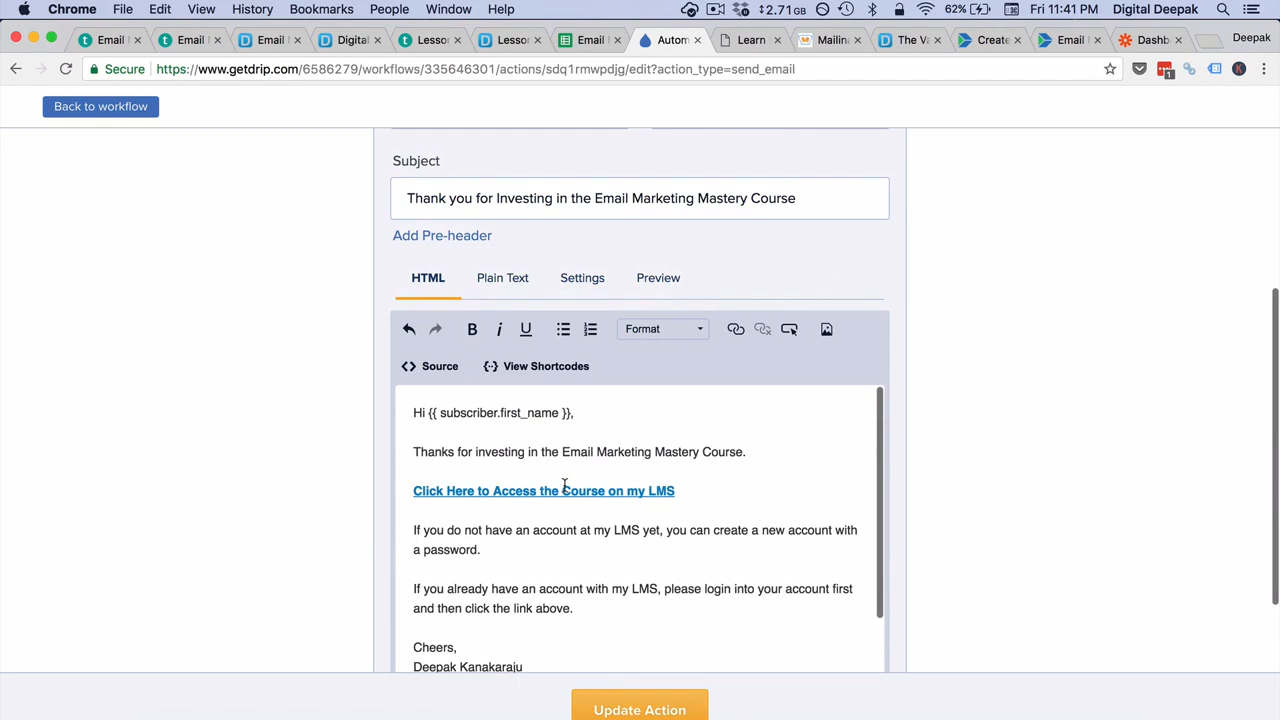 Chrome File Edit View History Bookmarks People Window Help 2.71 GB 62% Fri 11:41 PM Digital Deepak
Email Email Email Digital Lesso Lesso Email Autom Learn Mailin The Va Create Email Dashb Deepak
Secure https://www.getdrip.com/6586279/workflows/335646301/actions/sdq1rmwpdjg/edit?action_type=send_email 1 K
Back to workflow
Subject
Thank you for Investing in the Email Marketing Mastery Course
Add Pre-header
HTML Plain Text Settings Preview
B i U Format
Source View Shortcodes
Hi {{ subscriber.first_name }},
Thanks for investing in the Email Marketing Mastery Course.
Click Here to Access the Course on my LMS
If you do not have an account at my LMS yet, you can create a new account with
a password.
If you already have an account with my LMS, please login into your account first
and then click the link above.
Cheers,
Deepak Kanakaraju
Update Action